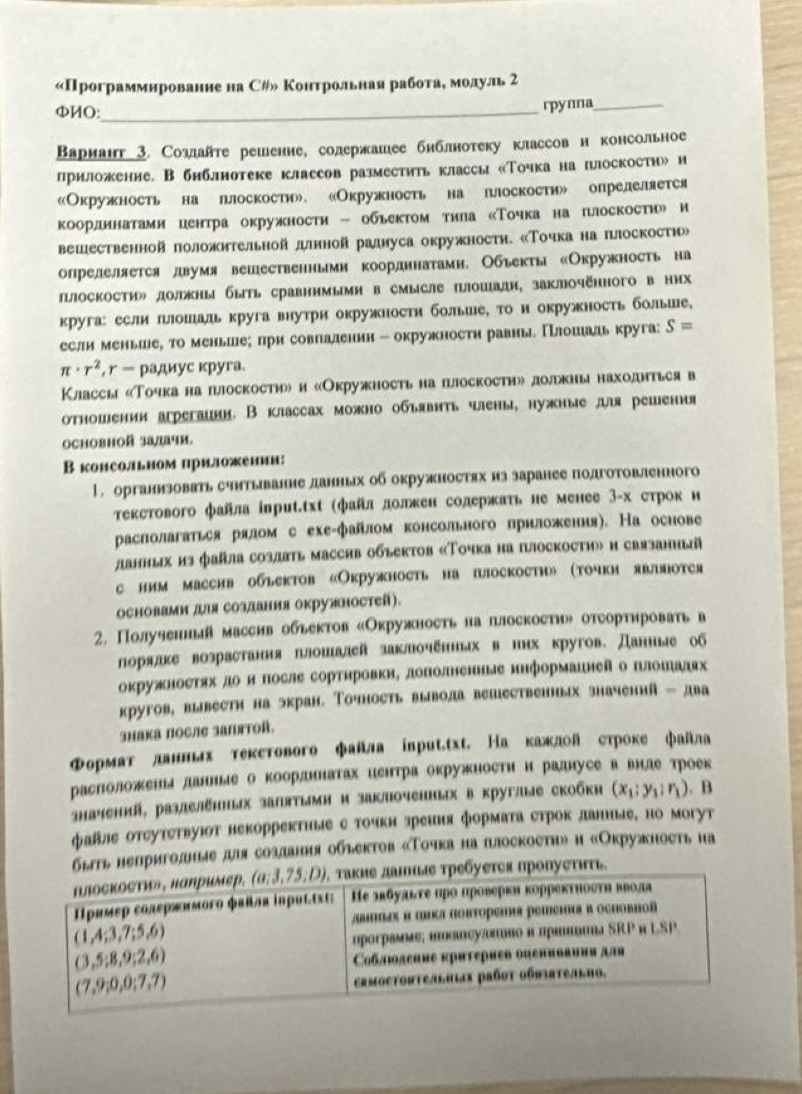 «Программирование на C#» Контрольная работа, модуль 2
ФИО:____________ группа______
Вариант 3. Создайте решение, содержащее библиотеку классов и консольное
приложение. В библиотеке классов разместить классы «Точка на плоскости» и
«Окружность на плоскости». «Окружность на плоскости» определяется
координатами центра окружности – объектом типа «Точка на плоскости» и
вещественной положительной длиной радиуса окружности. «Точка на плоскости»
определяется двумя вещественными координатами. Объекты «Окружность на
плоскости» должны быть сравнимыми в смысле площади, заключённого в них
круга: если площадь круга внутри окружности больше, то и окружность больше,
если меньше, то меньше; при совпадении – окружности равны. Площадь круга: S =
π · r², r – радиус круга.
Классы «Точка на плоскости» и «Окружность на плоскости» должны находиться в
отношении агрегации. В классах можно объявить члены, нужные для решения
основной задачи.
В консольном приложении:
1. организовать считывание данных об окружностях из заранее подготовленного
текстового файла input.txt (файл должен содержать не менее 3-х строк и
располагаться рядом с exe-файлом консольного приложения). На основе
данных из файла создать массив объектов «Точка на плоскости» и связанный
с ним массив объектов «Окружность на плоскости» (точки являются
основами для создания окружностей).
2. Полученный массив объектов «Окружность на плоскости» отсортировать в
порядке возрастания площадей заключённых в них кругов. Данные об
окружностях до и после сортировки, дополненные информацией о площадях
кругов, вывести на экран. Точность вывода вещественных значений – два
знака после запятой.
Формат данных текстового файла input.txt. На каждой строке файла
расположены данные о координатах центра окружности и радиусе в виде троек
значений, разделённых запятыми и заключенных в круглые скобки (x₁; y₁; r₁). В
файле отсутствуют некорректные с точки зрения формата строк данные, но могут
быть непригодные для создания объектов «Точка на плоскости» и «Окружность на
плоскости», например, (a;3,75;D), такие данные требуется пропустить.
Пример содержимого файла input.txt:
(1,4;3,7;5,6)
(3,5;8,9;2,6)
(7,9;0,0;7,7)
Не забудьте про проверки корректности ввода
данных и цикл повторения решения в основной
программе; инкапсуляцию и принципы SRP и LSP.
Соблюдение критериев оценивания для
самостоятельных работ обязательно.